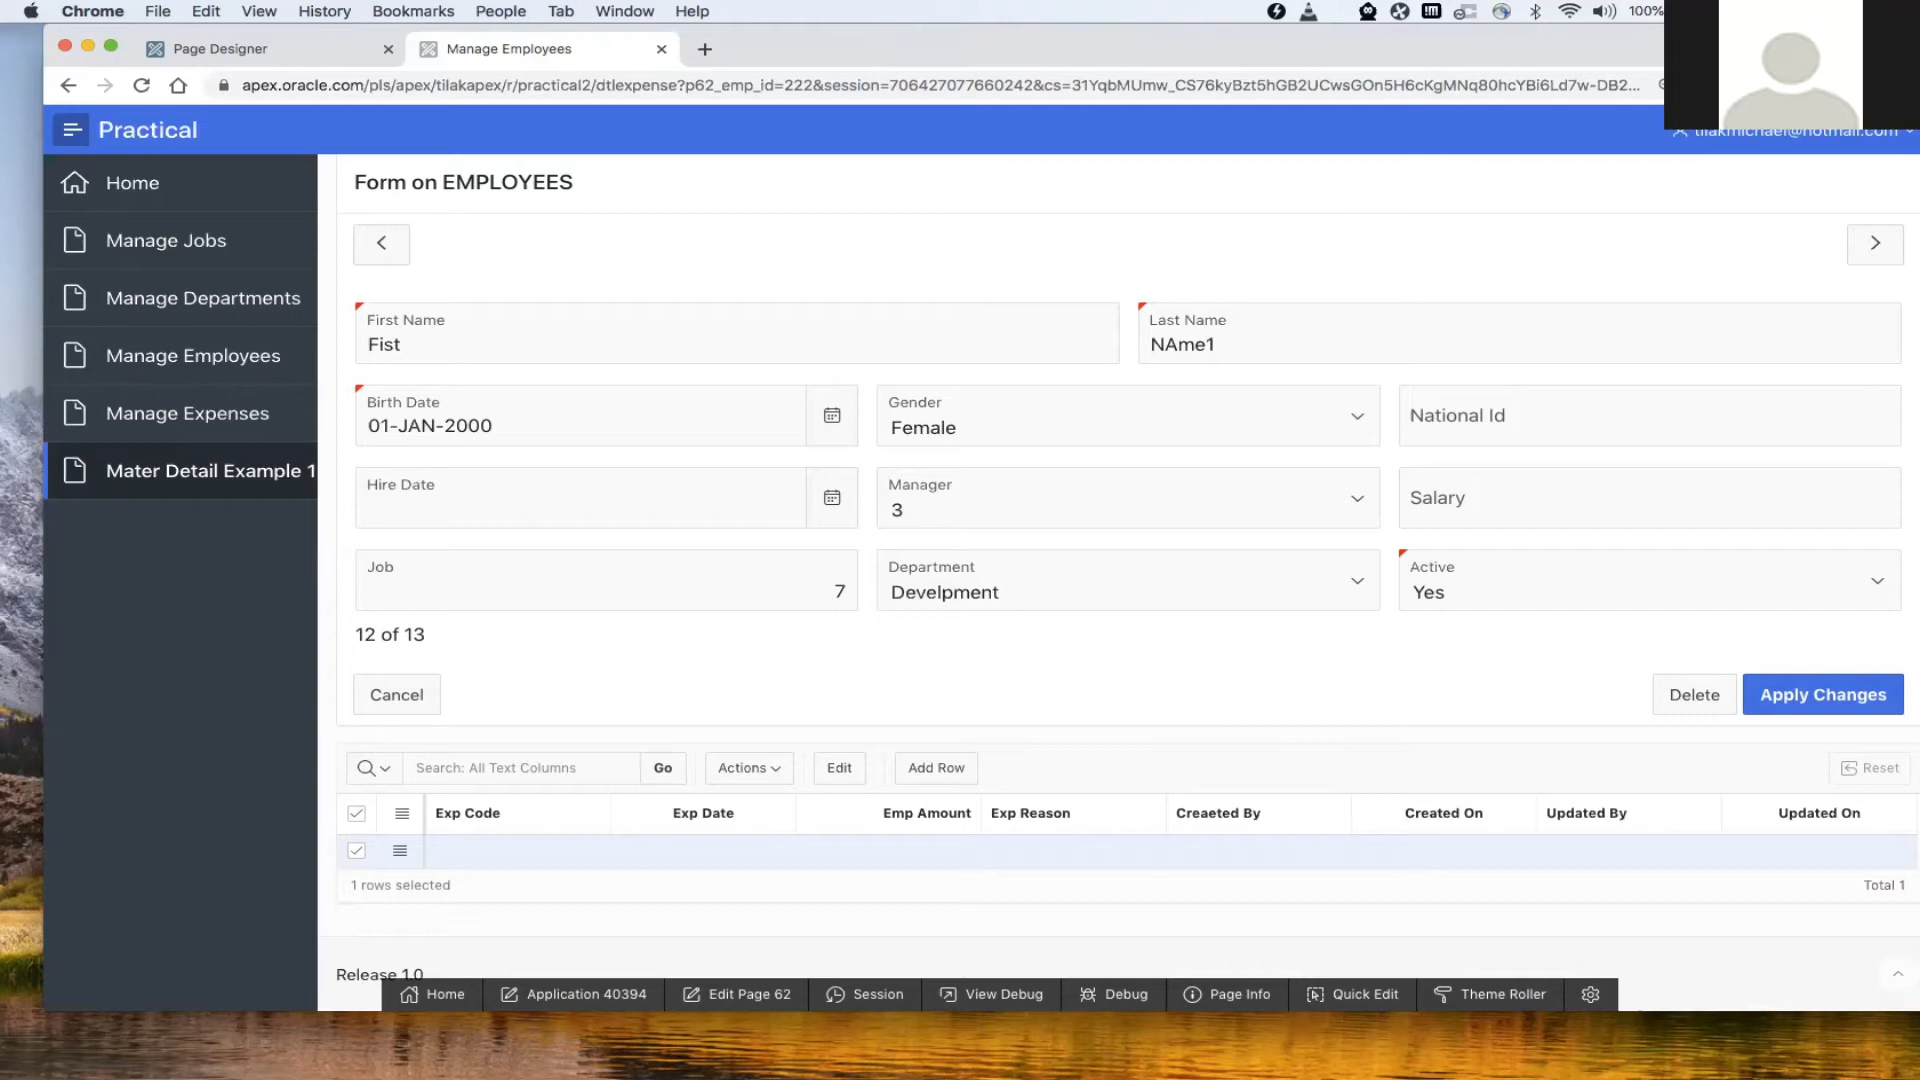 Chrome File Edit View History Bookmarks People Tab Window Help 100%
Page Designer
Manage Employees
apex.oracle.com/pls/apex/tilakapex/r/practical2/dtlexpense?p62_emp_id=222&session=706427077660242&cs=31YqbMUmw_CS76kyBzt5hGB2UCwsGOn5H6cKgMNq80hcYBi6Ld7w-DB2...
Practical
tilakmichael@hotmail.com
Home
Manage Jobs
Manage Departments
Manage Employees
Manage Expenses
Mater Detail Example 1
Form on EMPLOYEES
First Name
Fist
Last Name
NAme1
Birth Date
01-JAN-2000
Gender
Female
National Id
Hire Date
Manager
3
Salary
Job
7
Department
Develpment
Active
Yes
12 of 13
Cancel
Delete
Apply Changes
Search: All Text Columns
Go
Actions
Edit
Add Row
Reset
Exp Code Exp Date Emp Amount Exp Reason Creaeted By Created On Updated By Updated On
1 rows selected
Total 1
Release 1.0
Home Application 40394 Edit Page 62 Session View Debug Debug Page Info Quick Edit Theme Roller